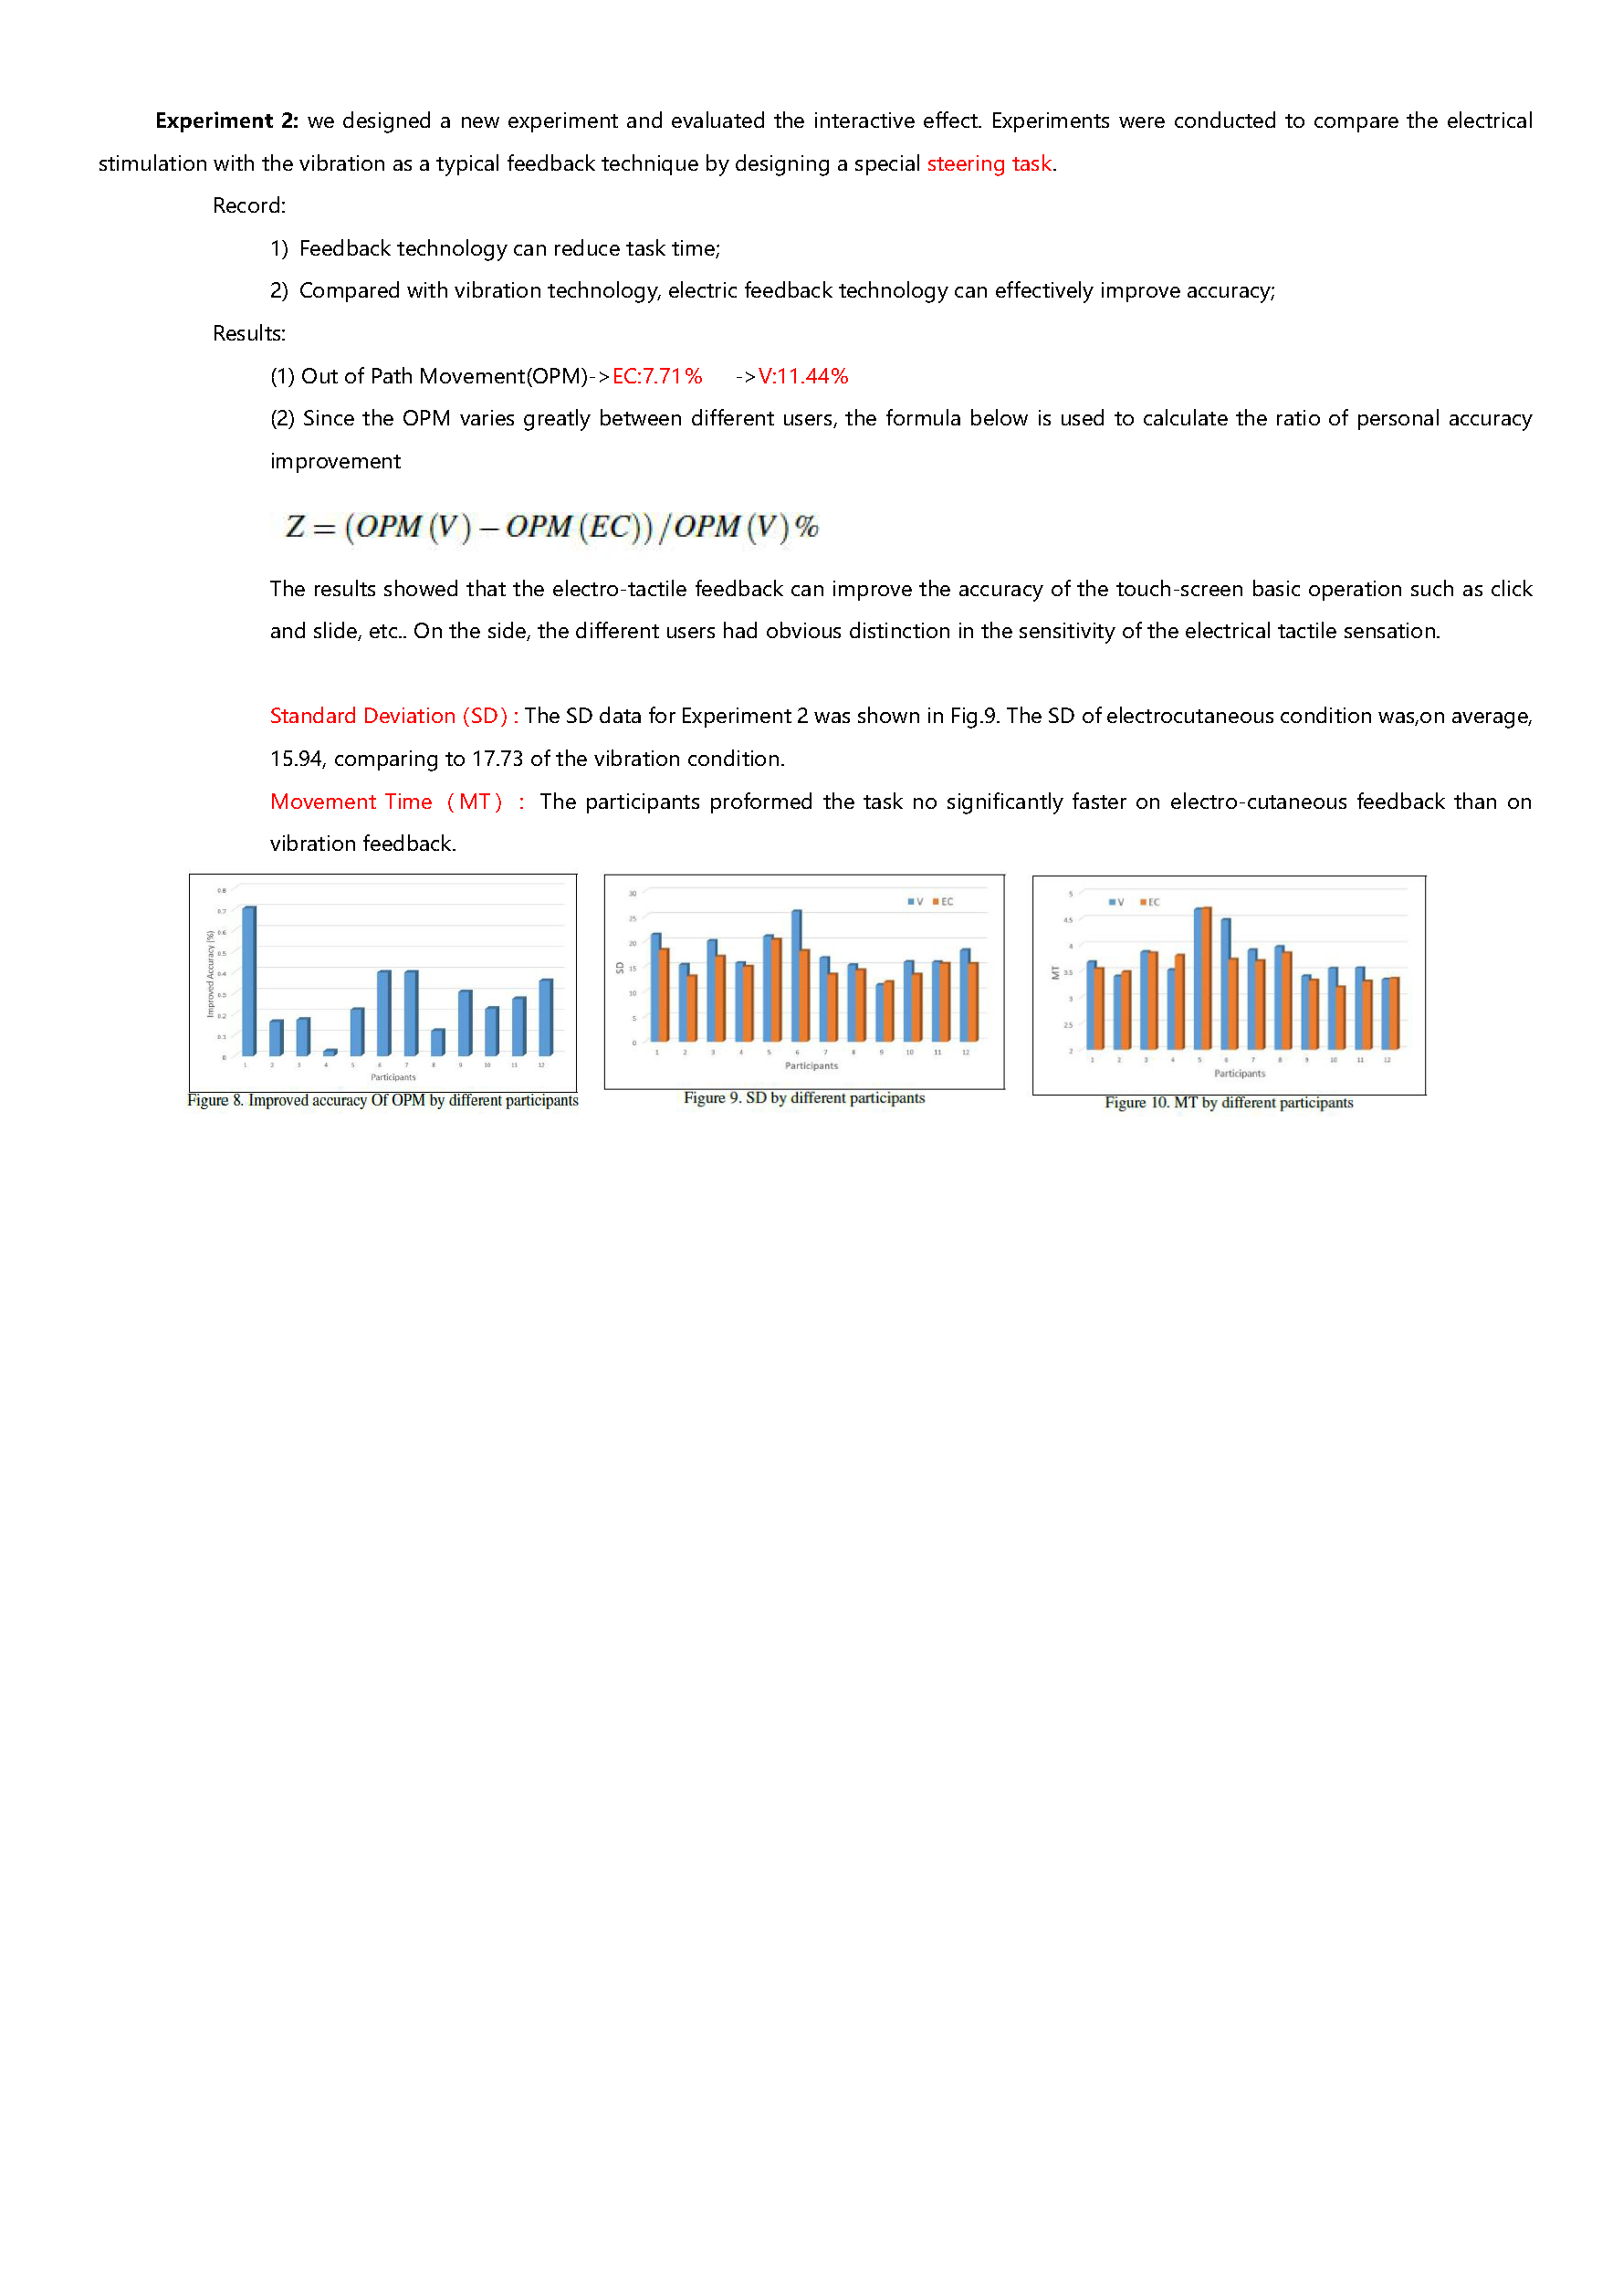 Experiment 2: we designed a new experiment and evaluated the interactive effect. Experiments were conducted to compare the electrical
stimulation with the vibration as a typical feedback technique by designing a special steering task.
Record:
1) Feedback technology can reduce task time;
2) Compared with vibration technology, electric feedback technology can effectively improve accuracy;
Results:
(1) Out of Path Movement(OPM)->EC:7.71% ->V:11.44%
(2) Since the OPM varies greatly between different users, the formula below is used to calculate the ratio of personal accuracy
improvement
Z = (OPM (V) – OPM (EC)) /OPM (V) %
The results showed that the electro-tactile feedback can improve the accuracy of the touch-screen basic operation such as click
and slide, etc.. On the side, the different users had obvious distinction in the sensitivity of the electrical tactile sensation.
Standard Deviation (SD) : The SD data for Experiment 2 was shown in Fig.9. The SD of electrocutaneous condition was,on average,
15.94, comparing to 17.73 of the vibration condition.
Movement Time（MT）： The participants proformed the task no significantly faster on electro-cutaneous feedback than on
vibration feedback.
0.8
0.7
0.6
0.5
0.4
0.3
0.2
0.1
0
Improved Accuracy (%)
1 2 3 4 5 6 7 8 9 10 11 12
Participants
Figure 8. Improved accuracy Of OPM by different participants
V EC
30
25
20
15
10
5
0
SD
1 2 3 4 5 6 7 8 9 10 11 12
Participants
Figure 9. SD by different participants
V EC
5
4.5
4
3.5
3
2.5
2
MT
1 2 3 4 5 6 7 8 9 10 11 12
Participants
Figure 10. MT by different participants